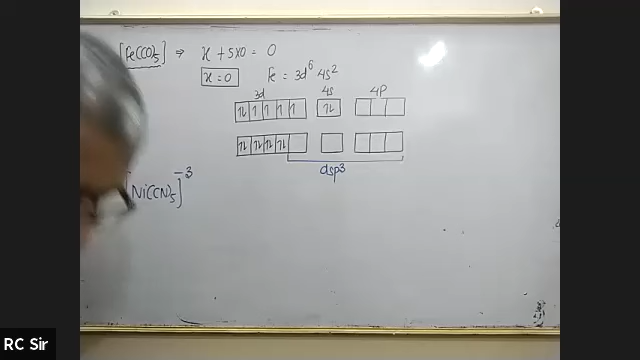 [Fe(CO)5] ⇒ x + 5×0 = 0
x = 0 Fe = 3d6 4s2
3d 4s 4p
1L 1 1 1 1 1L
1L 1L 1L 1L
dsp3
[Ni(CN)5]-3
RC Sir